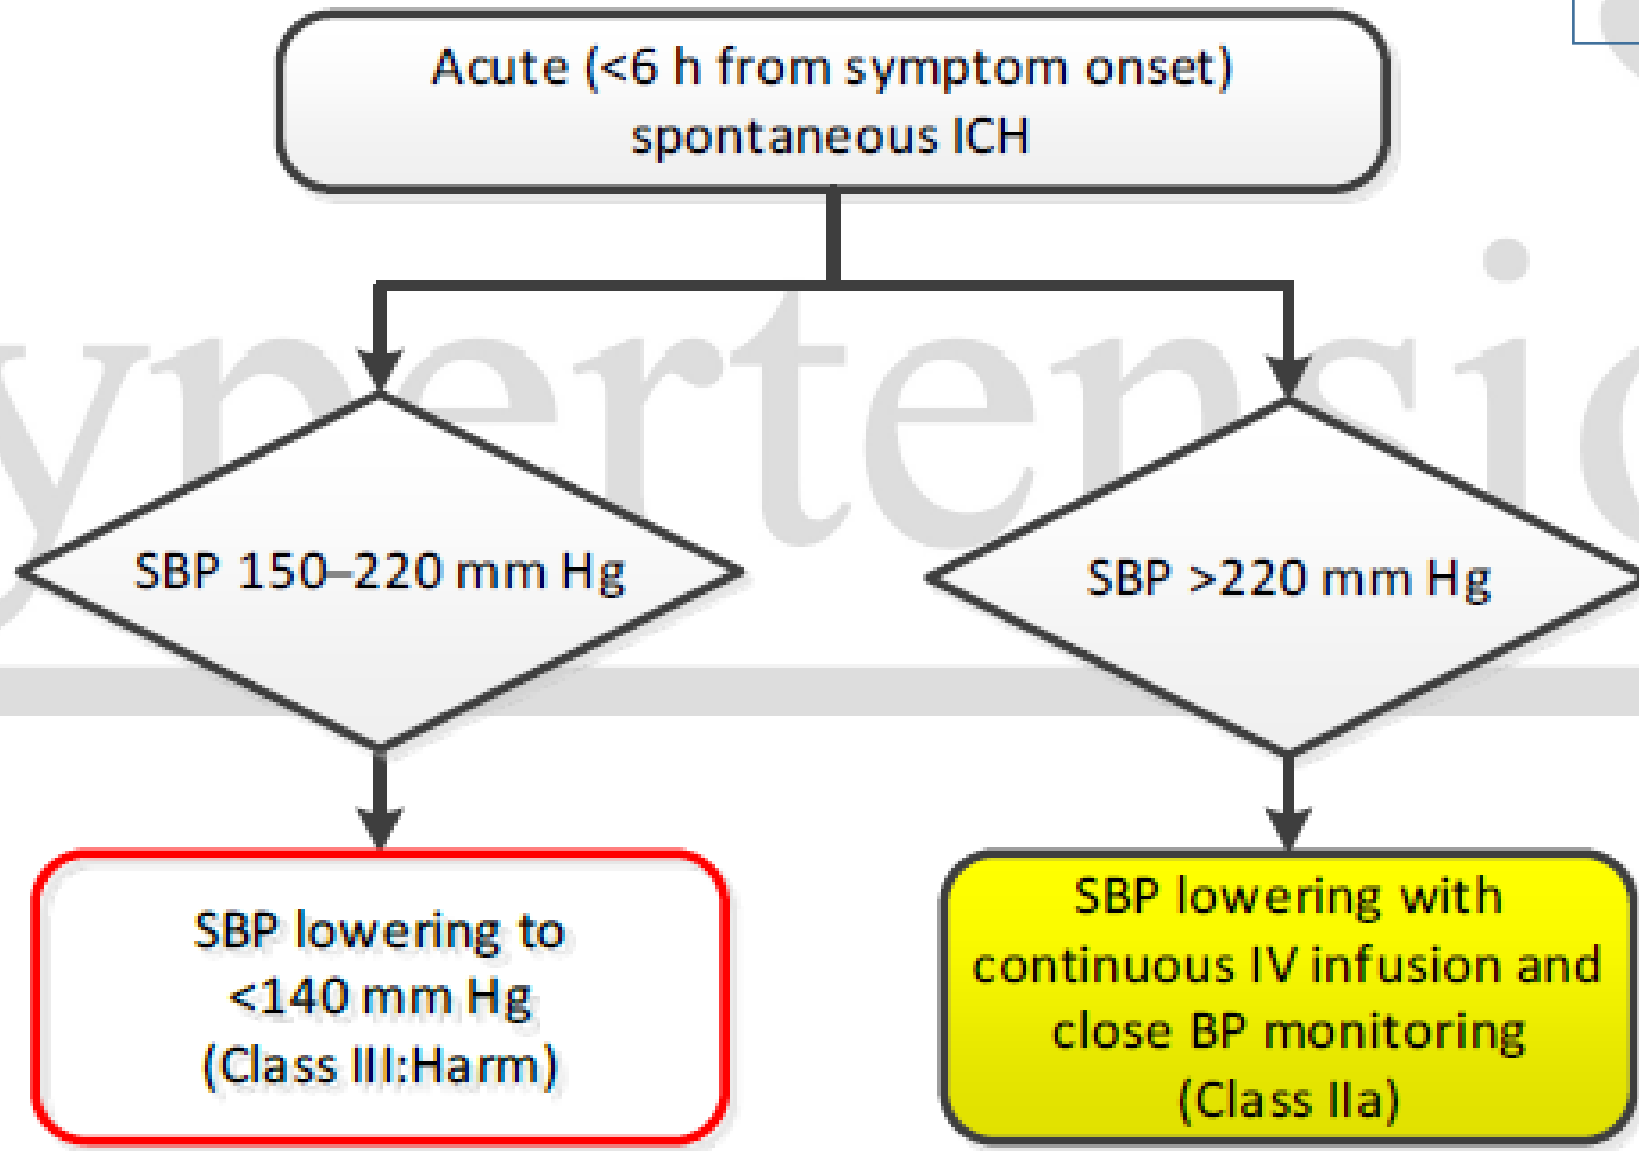 Acute (<6 h from symptom onset)
spontaneous ICH
SBP 150–220 mm Hg
SBP >220 mm Hg
SBP lowering to
<140 mm Hg
(Class III:Harm)
SBP lowering with
continuous IV infusion and
close BP monitoring
(Class IIa)